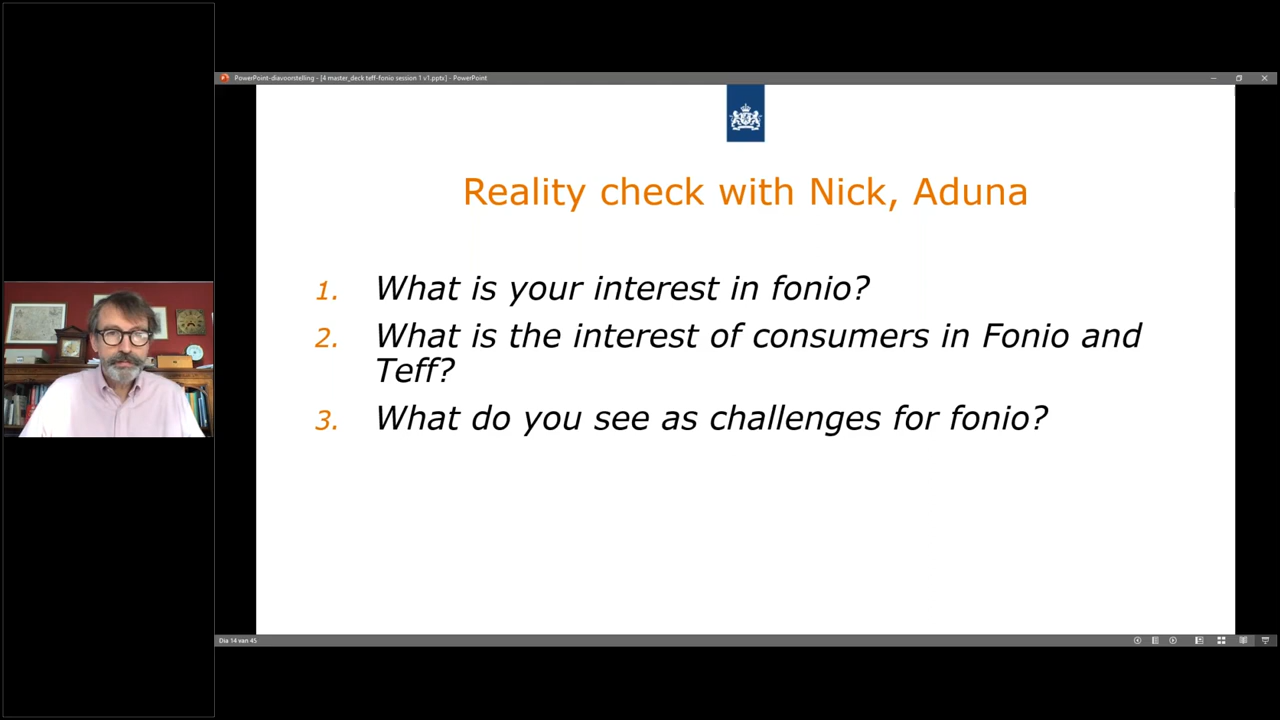 PowerPoint-diavoorstelling - [4 master_deck teff-fonio session 1 v1.pptx] - PowerPoint
Reality check with Nick, Aduna
1. What is your interest in fonio?
2. What is the interest of consumers in Fonio and
Teff?
3. What do you see as challenges for fonio?
Dia 14 van 45